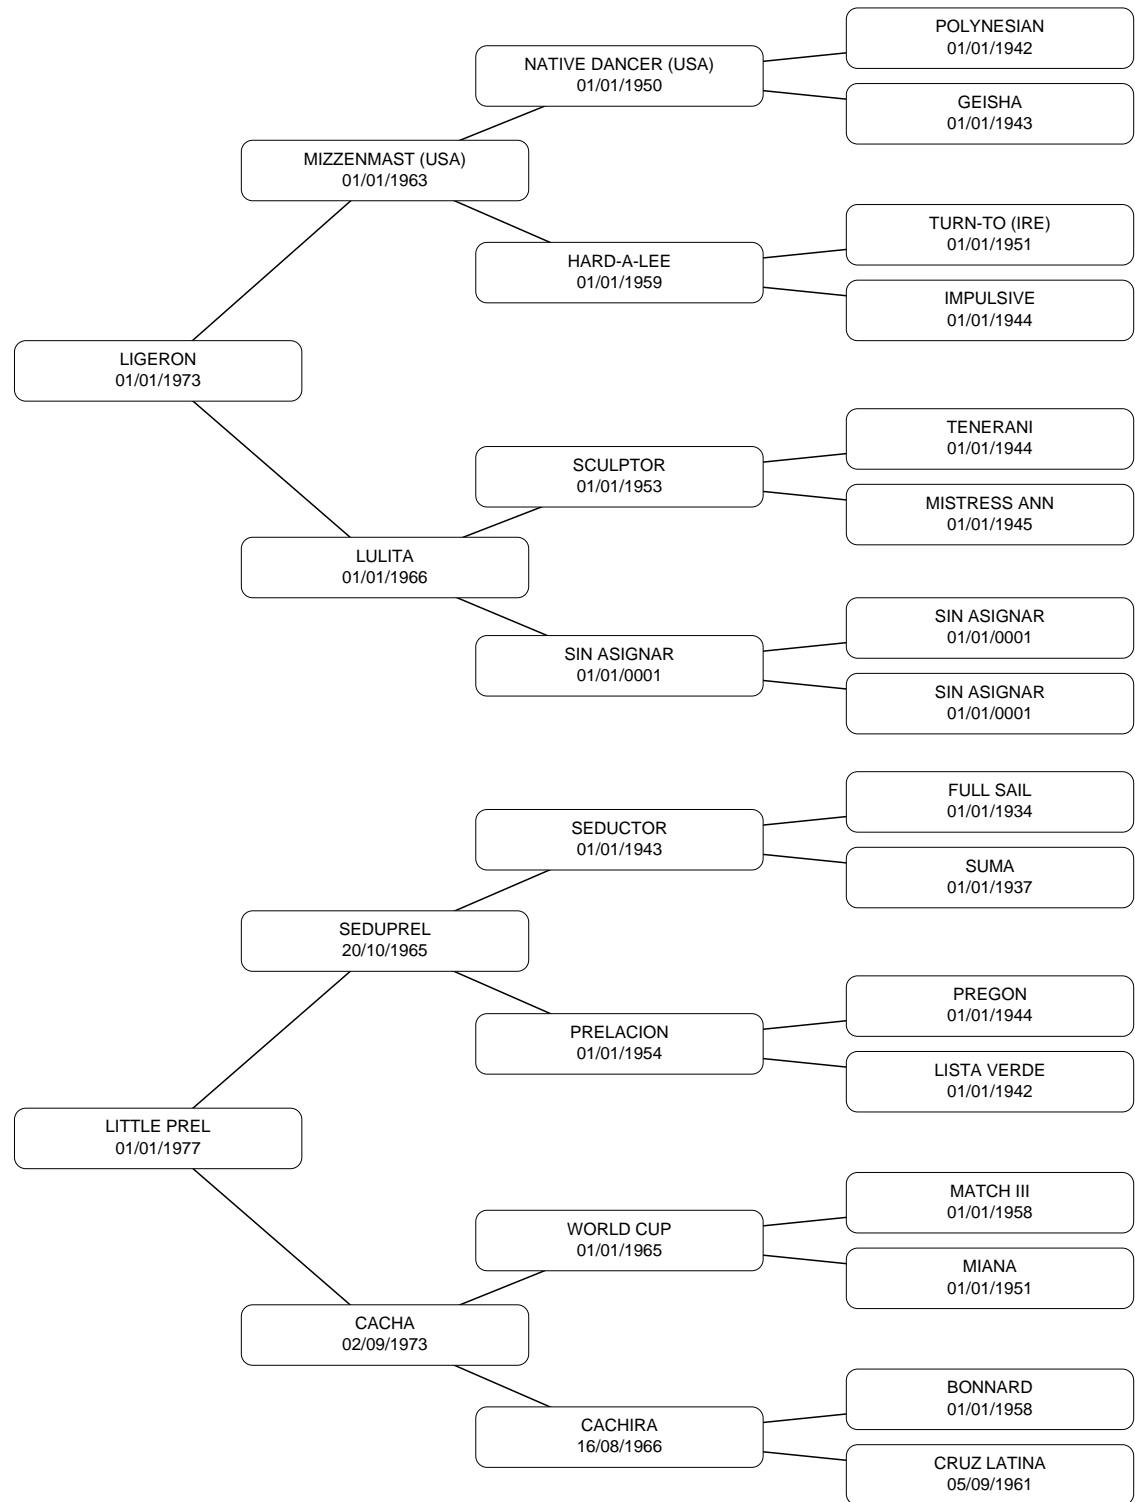 POLYNESIAN
01/01/1942
NATIVE DANCER (USA)
01/01/1950
GEISHA
01/01/1943
MIZZENMAST (USA)
01/01/1963
TURN-TO (IRE)
01/01/1951
HARD-A-LEE
01/01/1959
IMPULSIVE
01/01/1944
LIGERON
01/01/1973
TENERANI
01/01/1944
SCULPTOR
01/01/1953
MISTRESS ANN
01/01/1945
LULITA
01/01/1966
SIN ASIGNAR
01/01/0001
SIN ASIGNAR
01/01/0001
SIN ASIGNAR
01/01/0001
FULL SAIL
01/01/1934
SEDUCTOR
01/01/1943
SUMA
01/01/1937
SEDUPREL
20/10/1965
PREGON
01/01/1944
PRELACION
01/01/1954
LISTA VERDE
01/01/1942
LITTLE PREL
01/01/1977
MATCH III
01/01/1958
WORLD CUP
01/01/1965
MIANA
01/01/1951
CACHA
02/09/1973
BONNARD
01/01/1958
CACHIRA
16/08/1966
CRUZ LATINA
05/09/1961